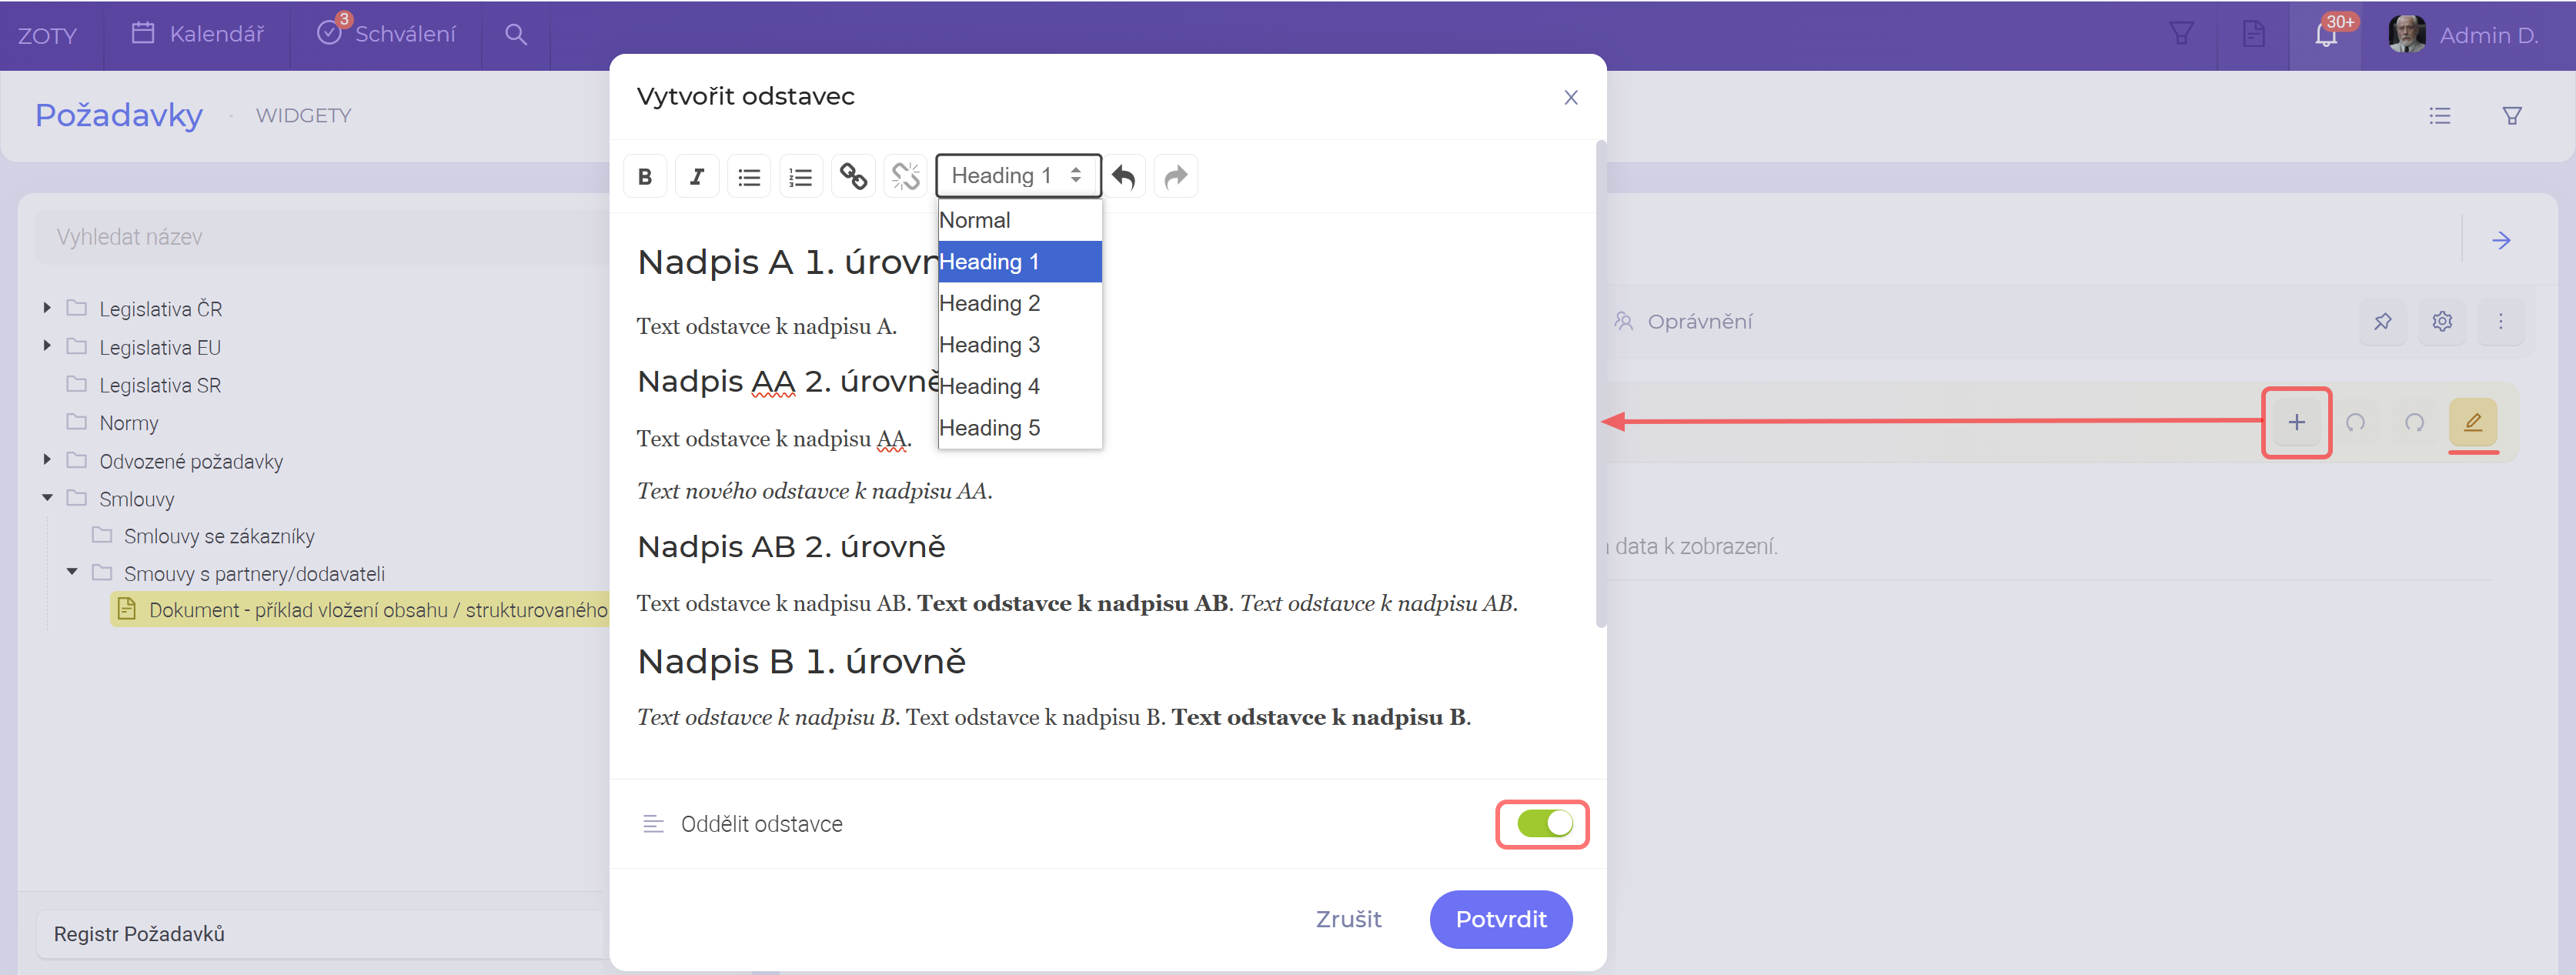 ZOTY
Kalendář
3
Schválení
30+
Admin D.
Požadavky · WIDGETY
Vyhledat název
Legislativa ČR
Legislativa EU
Legislativa SR
Normy
Odvozené požadavky
Smlouvy
Smlouvy se zákazníky
Smouvy s partnery/dodavateli
Dokument - příklad vložení obsahu / strukturovaného
Registr Požadavků
Vytvořit odstavec
X
B I
Heading 1
Normal
Heading 1
Heading 2
Heading 3
Heading 4
Heading 5
Nadpis A 1. úrovn
Text odstavce k nadpisu A.
Nadpis AA 2. úrovně
Text odstavce k nadpisu AA.
Text nového odstavce k nadpisu AA.
Nadpis AB 2. úrovně
Text odstavce k nadpisu AB. Text odstavce k nadpisu AB. Text odstavce k nadpisu AB.
Nadpis B 1. úrovně
Text odstavce k nadpisu B. Text odstavce k nadpisu B. Text odstavce k nadpisu B.
Oddělit odstavce
Zrušit
Potvrdit
Oprávnění
data k zobrazení.